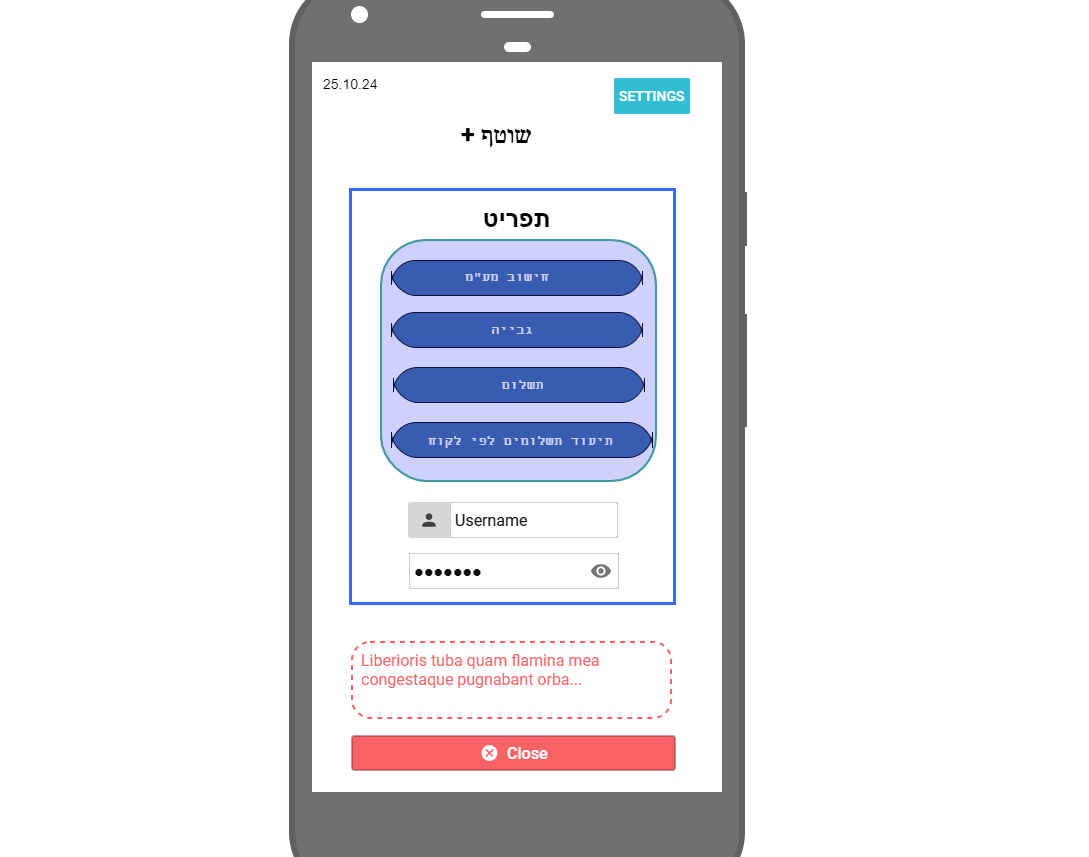 25.10.24
SETTINGS
שוטף +
תפריט
חישוב מע"מ
גבייה
תשלום
תיעוד תשלומים לפי לקוח
Username
•••••••
Liberioris tuba quam flamina mea
congestaque pugnabant orba...
Close